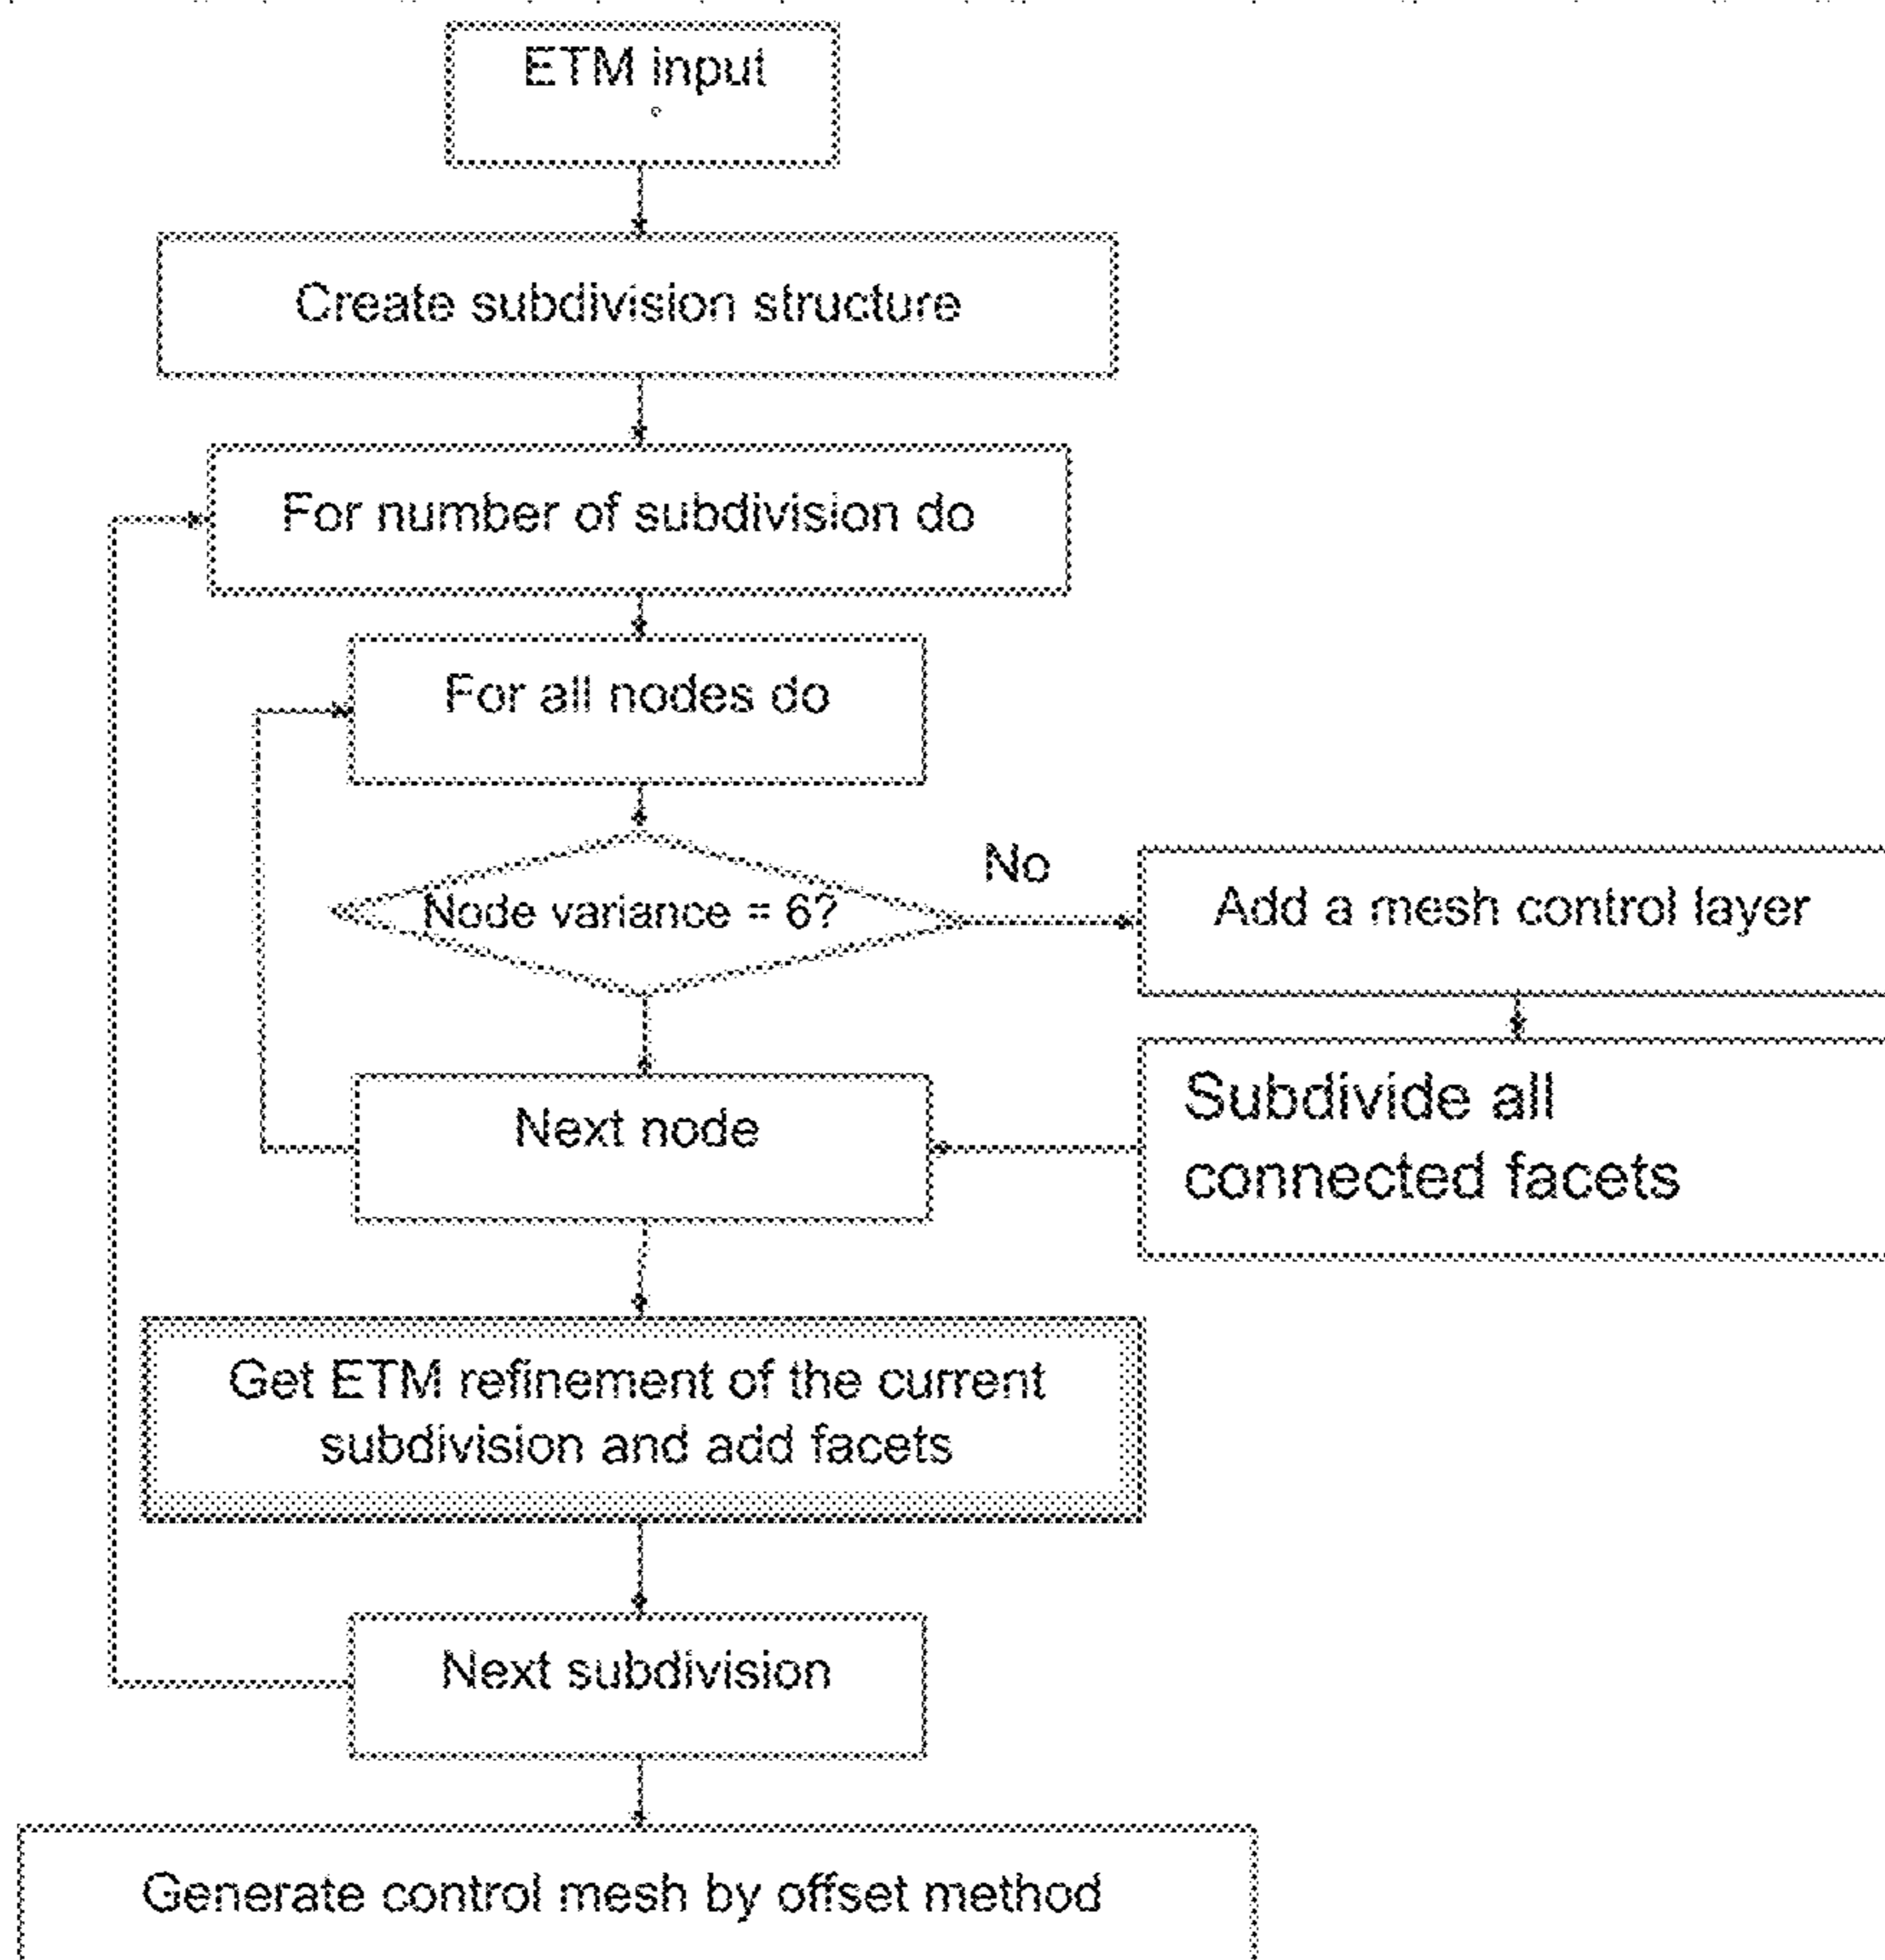 ETM input
Create subdivision structure
For number of subdivision do
For all nodes do
Node variance = 6?
No
Add a mesh control layer
Subdivide all
connected facets
Next node
Get ETM refinement of the current
subdivision and add facets
Next subdivision
Generate control mesh by offset method